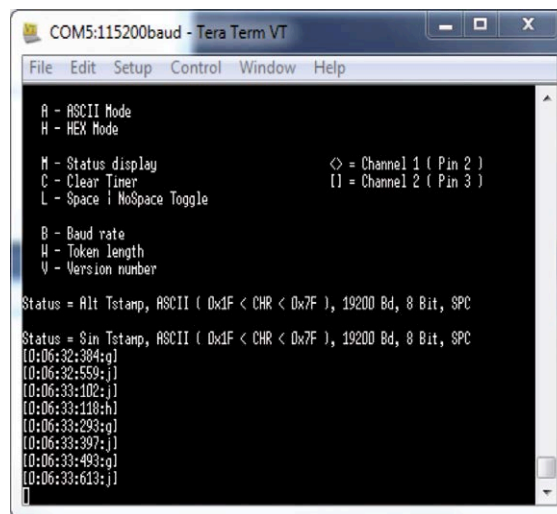 COM5:115200baud - Tera Term VT
File Edit Setup Control Window Help
A - ASCII Mode
H - HEX Mode
M - Status display <> = Channel 1 ( Pin 2 )
C - Clear Timer [] = Channel 2 ( Pin 3 )
L - Space | NoSpace Toggle
B - Baud rate
W - Token length
V - Version number
Status = Alt Tstamp, ASCII ( 0x1F < CHR < 0x7F ), 19200 Bd, 8 Bit, SPC
Status = Sin Tstamp, ASCII ( 0x1F < CHR < 0x7F ), 19200 Bd, 8 Bit, SPC
[0:06:32:384:g]
[0:06:32:559:j]
[0:06:33:102:j]
[0:06:33:118:h]
[0:06:33:293:g]
[0:06:33:397:j]
[0:06:33:493:g]
[0:06:33:613:j]